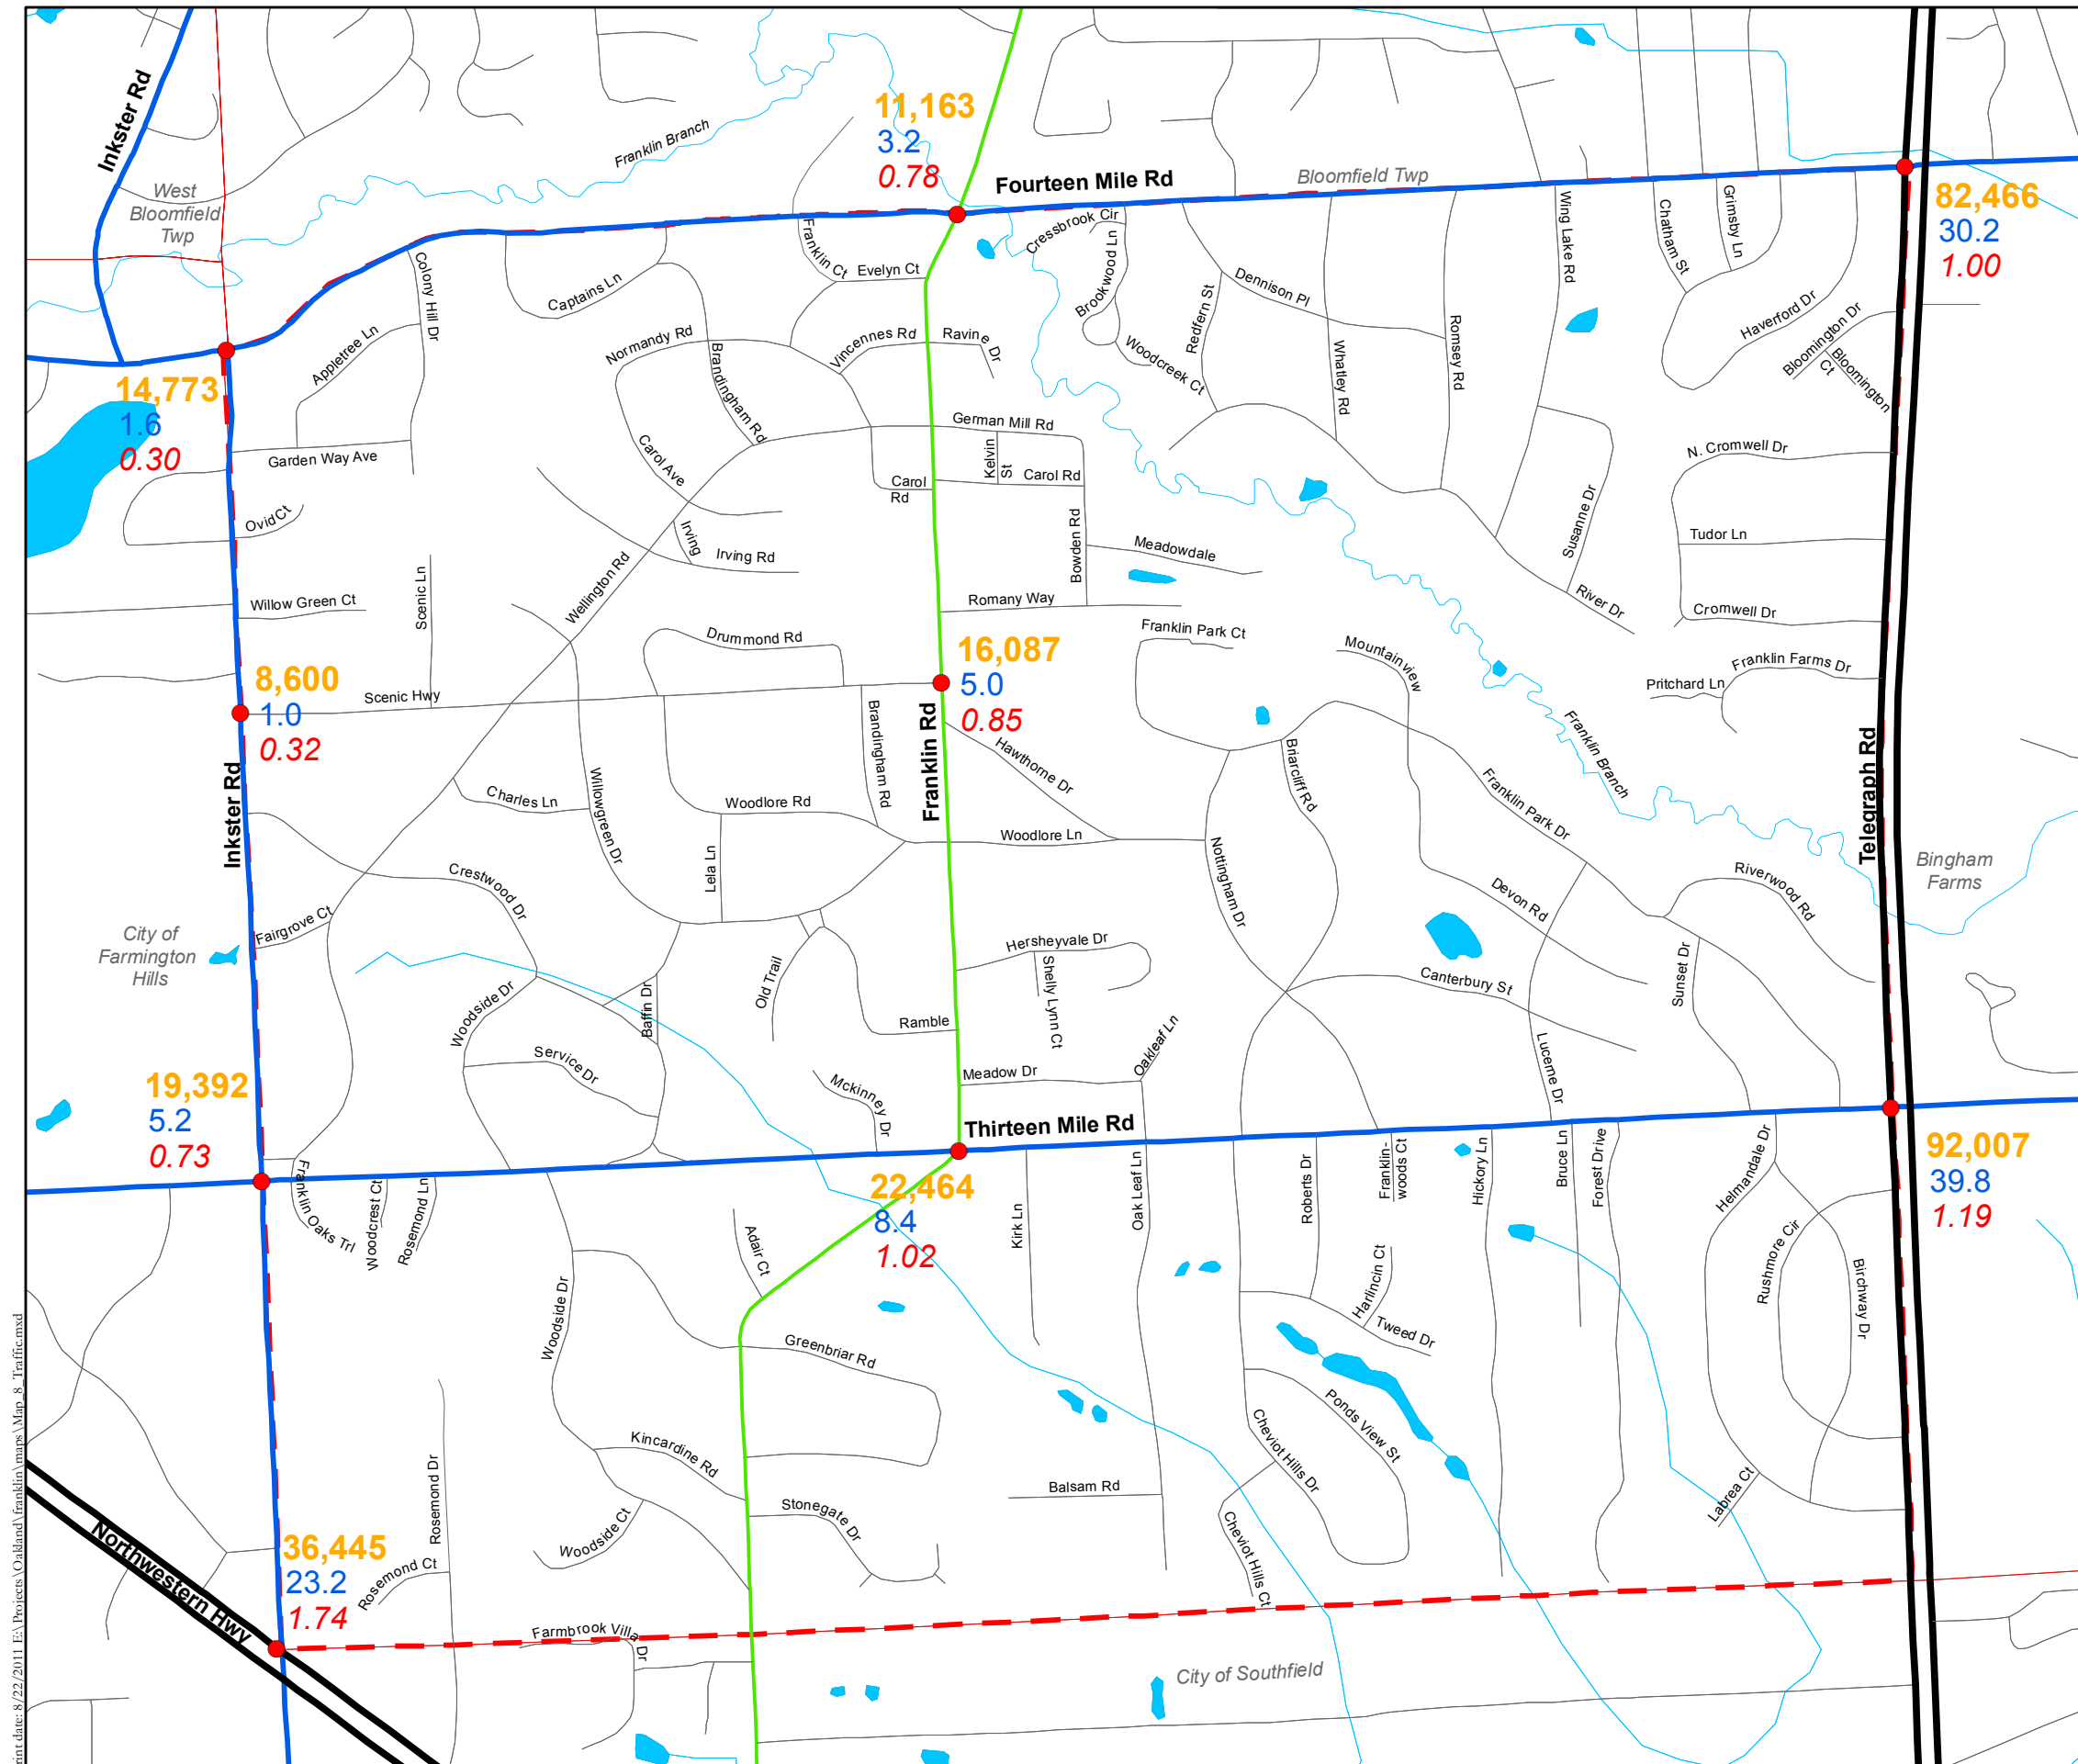 Inkster Rd
West
Bloomfield
Twp
Franklin Branch
11,163
3.2
0.78
Fourteen Mile Rd
Bloomfield Twp
82,466
30.2
1.00
Cressbrook Cir
Brookwood Ln
Woodcreek Ct
Redfern St
Dennison Pl
Whatley Rd
Romsey Rd
Wing Lake Rd
Chatham St
Grimsby Ln
Haverford Dr
Bloomington Dr
Bloomington
Ct
Colony Hill Dr
Captains Ln
Franklin Ct
Evelyn Ct
Appletree Ln
Normandy Rd
Brandingham Rd
Vincennes Rd
Ravine Dr
14,773
1.6
0.30
Garden Way Ave
Ovid Ct
Carol Ave
German Mill Rd
Kelvin
St
Carol Rd
Carol
Rd
N. Cromwell Dr
Irving
Irving Rd
Bowden Rd
Meadowdale
Susanne Dr
Tudor Ln
Willow Green Ct
Scenic Ln
Wellington Rd
Romany Way
River Dr
Cromwell Dr
Drummond Rd
Franklin Park Ct
Mountainview
Franklin Farms Dr
Pritchard Ln
8,600
1.0
0.32
Scenic Hwy
16,087
5.0
0.85
Franklin Rd
Brandingham Rd
Hawthorne Dr
Briarcliff Rd
Franklin Park Dr
Franklin Branch
Telegraph Rd
Inkster Rd
Charles Ln
Willowgreen Dr
Woodlore Rd
Woodlore Ln
Lela Ln
Nottingham Dr
Bingham
Farms
Crestwood Dr
Fairgrove Ct
Devon Rd
Riverwood Rd
City of
Farmington
Hills
Woodside Dr
Baffin Dr
Old Trail
Hersheyvale Dr
Shelly Lynn Ct
Canterbury St
Sunset Dr
Ramble
Service Dr
Mckinney Dr
Meadow Dr
Oakleaf Ln
Lucerne Dr
19,392
5.2
0.73
Thirteen Mile Rd
22,464
8.4
1.02
92,007
39.8
1.19
Franklin Oaks Trl
Woodcrest Ct
Rosemond Ln
Adair Ct
Kirk Ln
Oak Leaf Ln
Roberts Dr
Franklin-
woods Ct
Hickory Ln
Bruce Ln
Forest Drive
Helmandale Dr
Rushmore Cir
Birchway Dr
Woodside Dr
Greenbriar Rd
Harlincin Ct
Tweed Dr
Ponds View St
Cheviot Hills Dr
Kincardine Rd
Rosemond Dr
Balsam Rd
Stonegate Dr
Woodside Ct
Labrea Ct
Cheviot Hills Ct
Northwestern Hwy
36,445
23.2
1.74
Rosemond Ct
Farmbrook Villa Dr
City of Southfield
rint date: 8/22/2011 E:\Projects\Oakland\franklin\maps\Map_8_Traffic.mxd